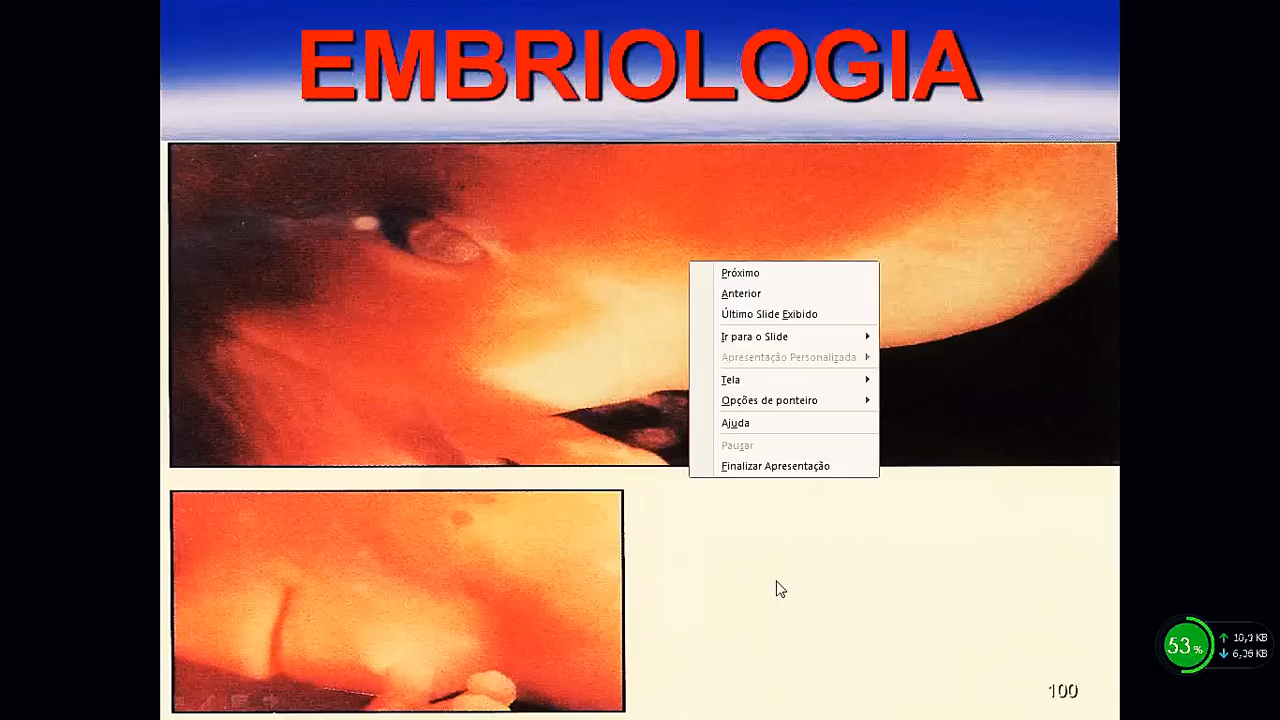 EMBRIOLOGIA
Próximo
Anterior
Último Slide Exibido
Ir para o Slide
Apresentação Personalizada
Tela
Opções de ponteiro
Ajuda
Pausar
Finalizar Apresentação
53%
10,1 KB
6,36 KB
100